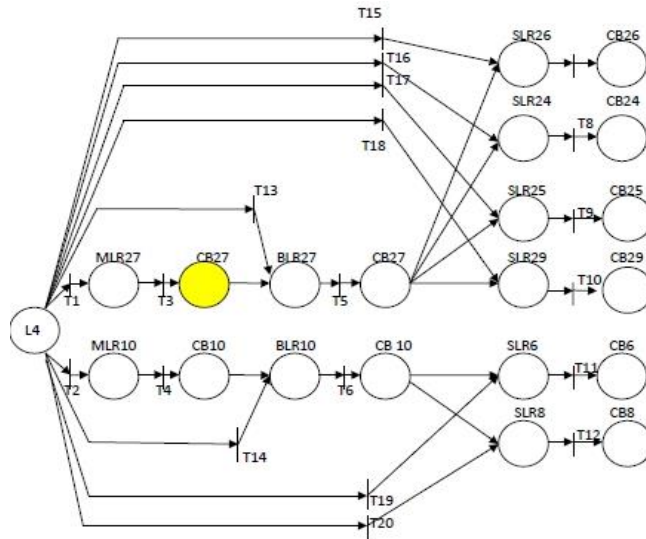 T15
SLR26
CB26
T16
T17
SLR24
CB24
T8
T18
T13
SLR25
CB25
T9
MLR27
CB27
BLR27
CB27
SLR29
CB29
T1
T3
T5
T10
L4
MLR10
CB10
BLR10
CB 10
SLR6
CB6
T2
T4
T6
T11
SLR8
CB8
T14
T12
T19
T20